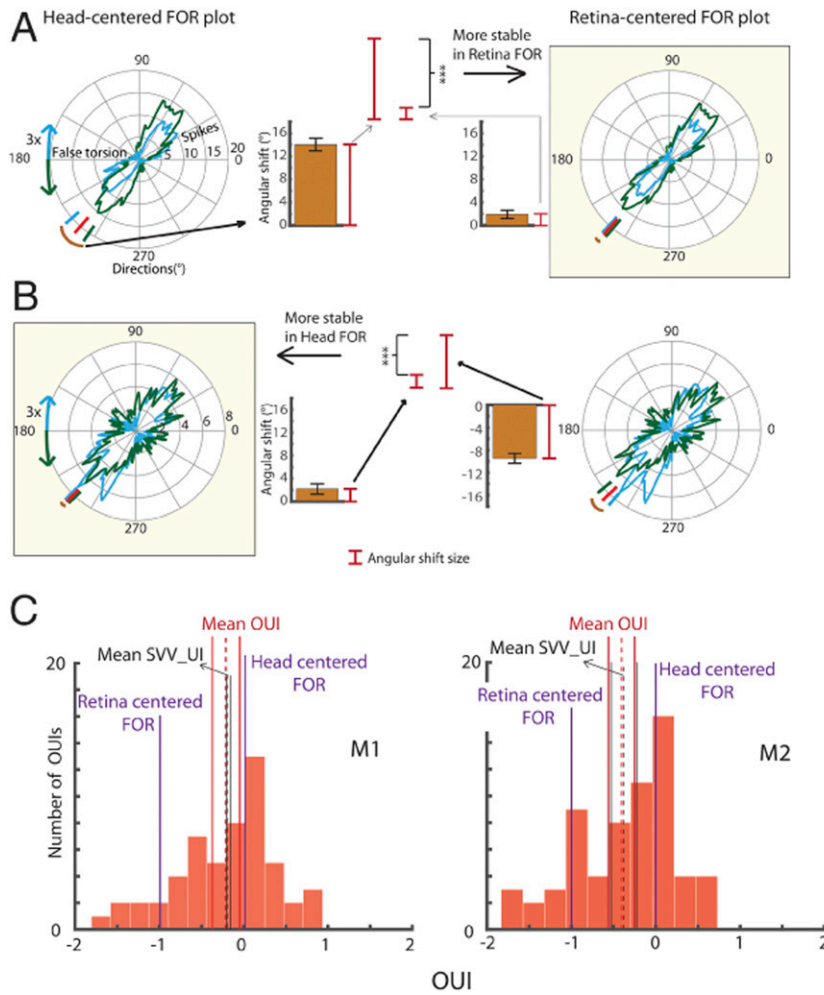 A
Head-centered FOR plot
Retina-centered FOR plot
More stable
in Retina FOR
***
90
3x
180
False torsion
Spikes
5 10 15 20
0
270
Directions(°)
Angular shift (°)
16
12
8
4
0
16
12
8
4
0
90
180
0
270
B
More stable
in Head FOR
***
90
3x
180
4 6 8
0
270
Angular shift (°)
16
12
8
4
0
0
-4
-8
-12
-16
90
180
0
270
Angular shift size
C
Mean OUI
Mean SVV_UI
Head centered
FOR
Retina centered
FOR
M1
Number of OUIs
20
0
-2 -1 0 1 2
Mean OUI
Mean SVV_UI
Head centered
FOR
Retina centered
FOR
M2
20
0
-2 -1 0 1 2
OUI